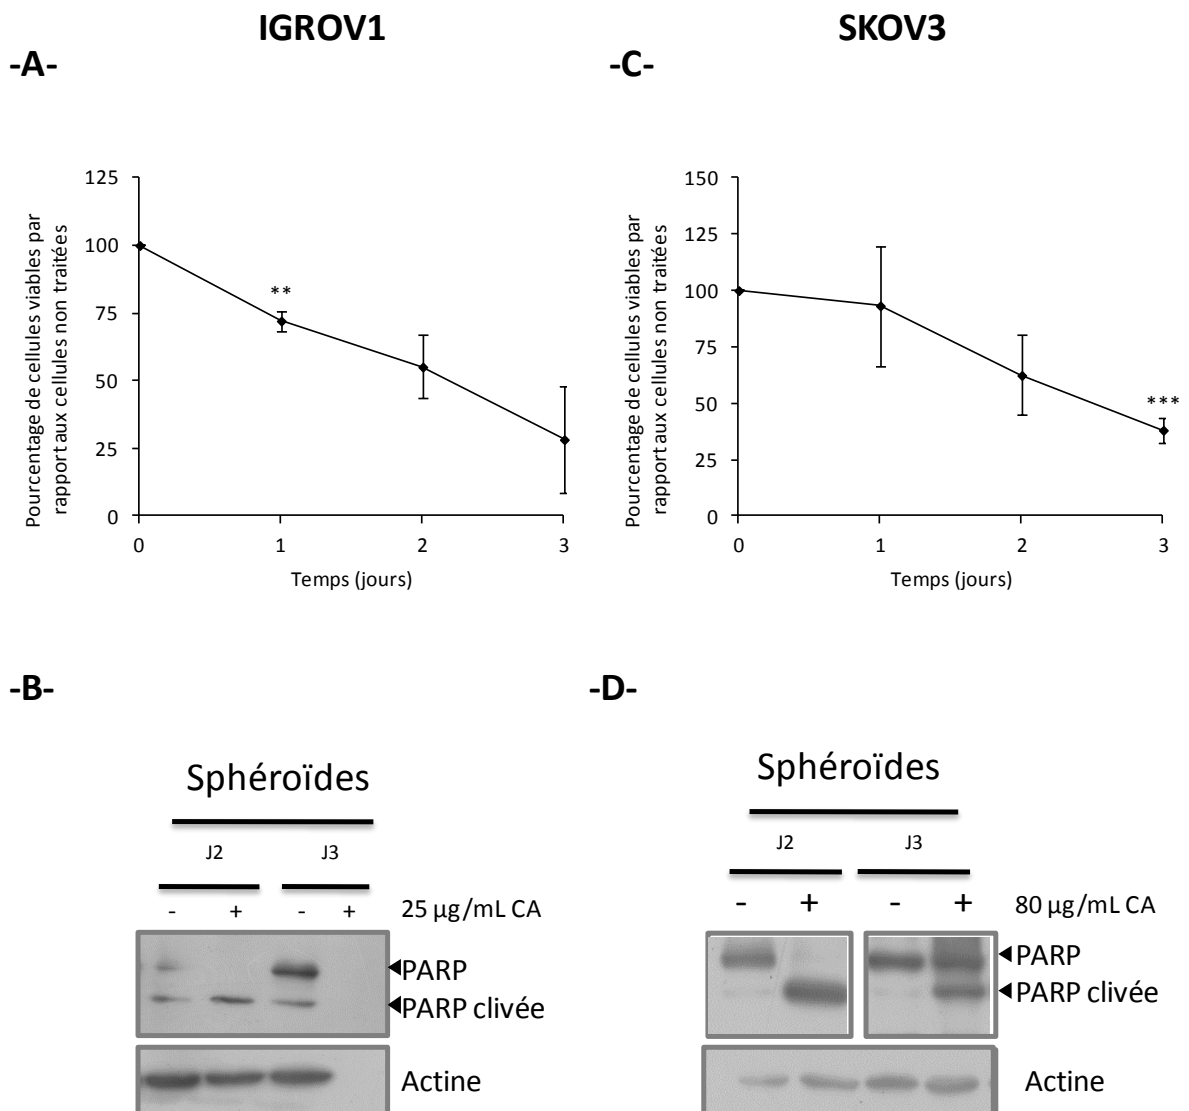 IGROV1
-A-
125
100
75
50
25
0
**
0 1 2 3
Temps (jours)
Pourcentage de cellules viables par
rapport aux cellules non traitées
SKOV3
-C-
150
125
100
75
50
25
0
***
0 1 2 3
Temps (jours)
Pourcentage de cellules viables par
rapport aux cellules non traitées
-B-
Sphéroïdes
J2 J3
- + - + 25 µg/mL CA
PARP
PARP clivée
Actine
-D-
Sphéroïdes
J2 J3
- + - + 80 µg/mL CA
PARP
PARP clivée
Actine